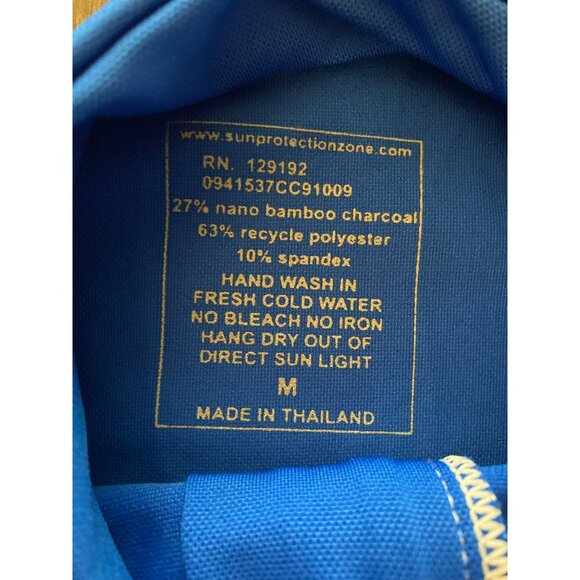 www.sunprotectionzone.com
RN. 129192
0941537CC91009
27% nano bamboo charcoal
63% recycle polyester
10% spandex
HAND WASH IN
FRESH COLD WATER
NO BLEACH NO IRON
HANG DRY OUT OF
DIRECT SUN LIGHT
M
MADE IN THAILAND